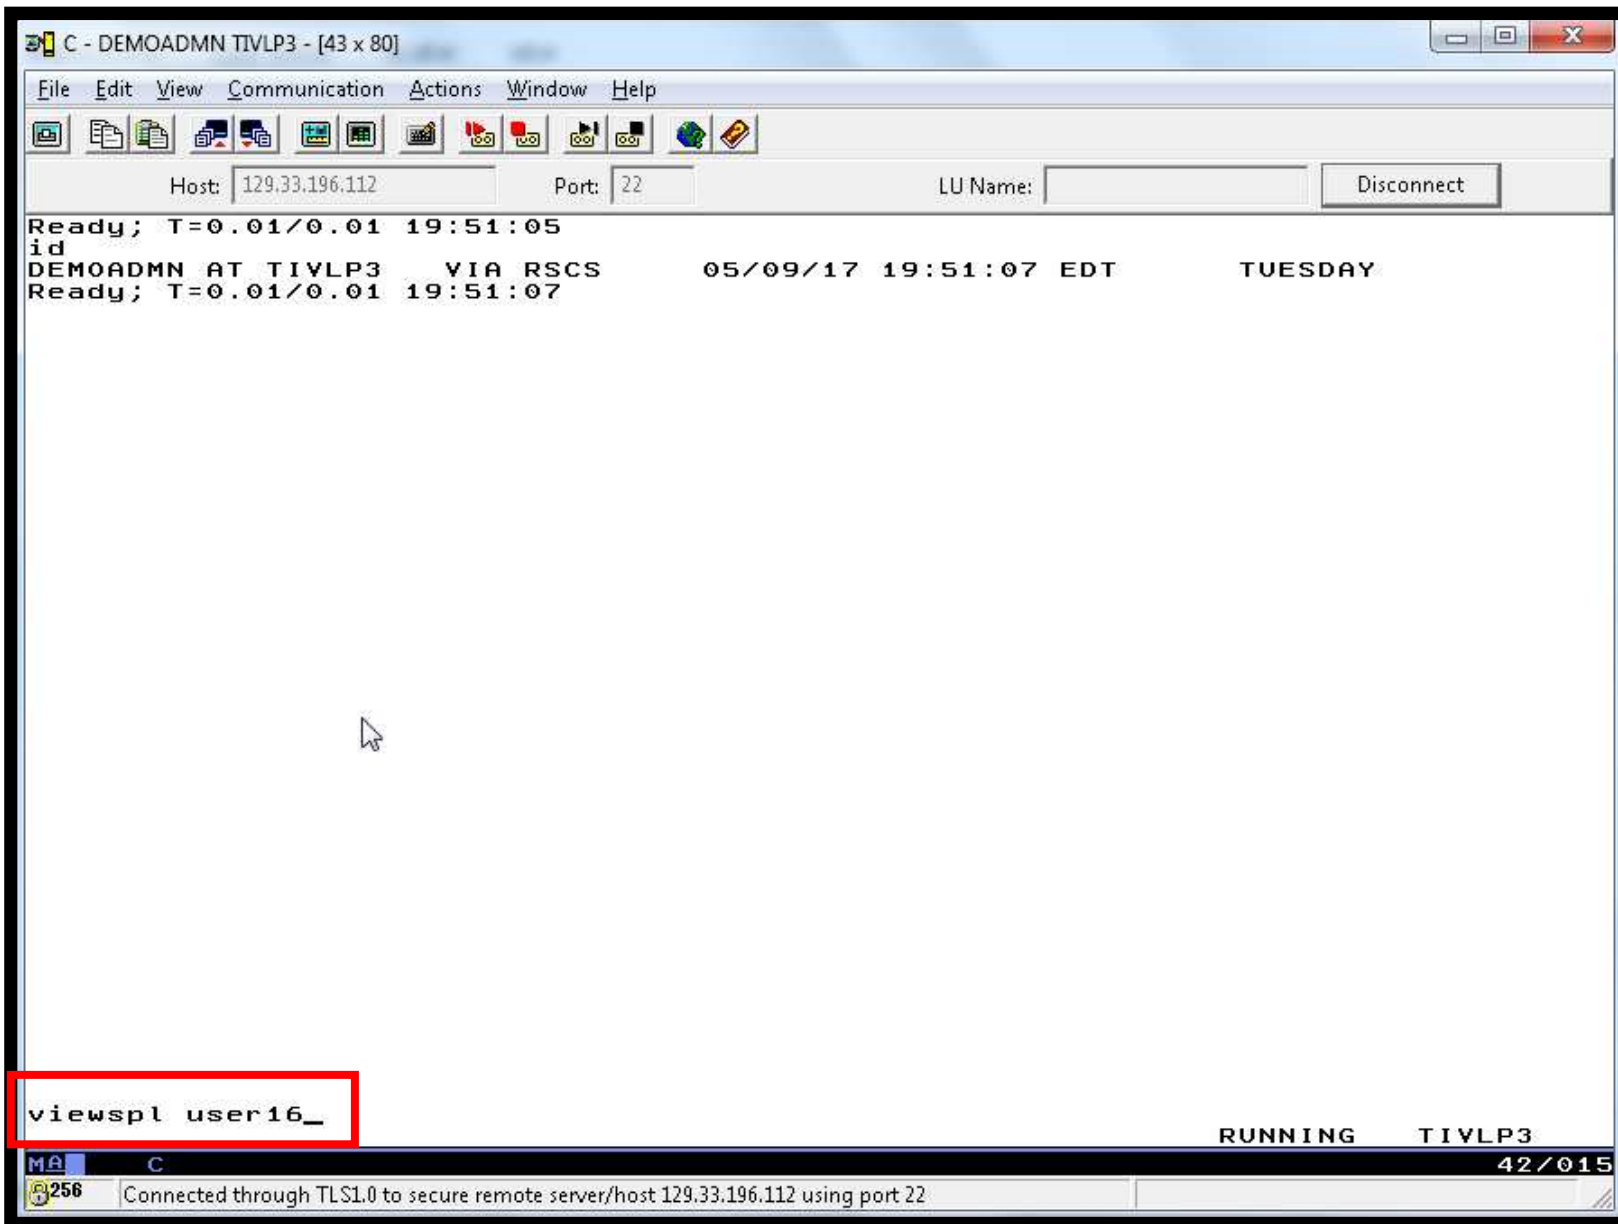 C - DEMOADMN TIVLP3 - [43 x 80]
File Edit View Communication Actions Window Help
Host: 129.33.196.112 Port: 22 LU Name: Disconnect
Ready; T=0.01/0.01 19:51:05
id
DEMOADMN AT TIVLP3 VIA RSCS 05/09/17 19:51:07 EDT TUESDAY
Ready; T=0.01/0.01 19:51:07
viewspl user16_
RUNNING TIVLP3
MA C 42/015
256 Connected through TLS1.0 to secure remote server/host 129.33.196.112 using port 22